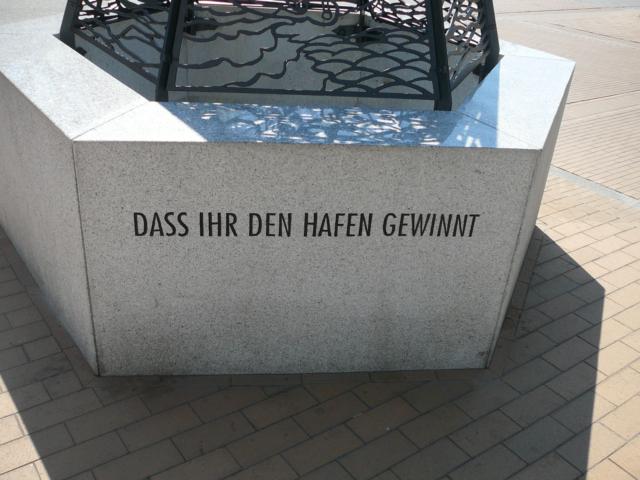 DASS IHR DEN HAFEN GEWINNT